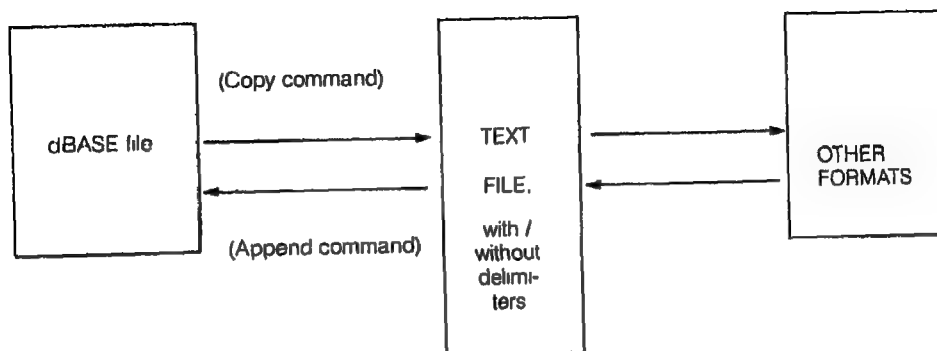 (Copy command)
dBASE file
TEXT
FILE,
with /
without
delimi-
ters
OTHER
FORMATS
(Append command)